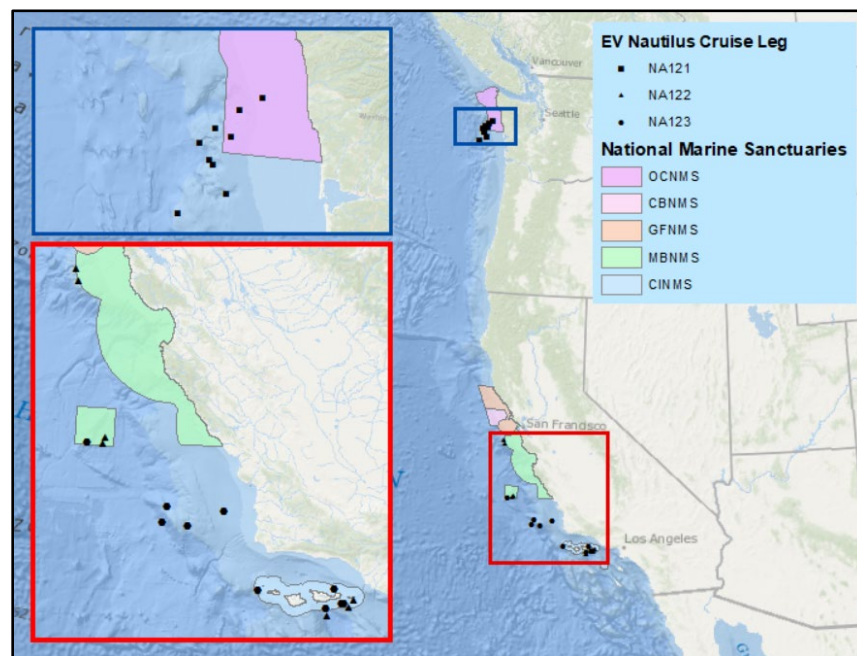 EV Nautilus Cruise Leg
NA121
NA122
NA123
National Marine Sanctuaries
OCNMS
CBNMS
GFNMS
MBNMS
CINMS
Vancouver
Seattle
San Francisco
Los Angeles